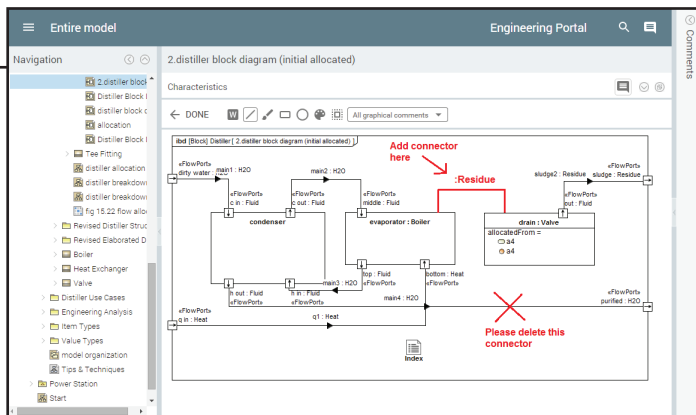 Entire model
Engineering Portal
Comments
Navigation
2.distiller block diagram (initial allocated)
2.distiller block
Distiller Block I
distiller block c
allocation
Distiller Block I
Tee Fitting
distiller allocation
distiller breakdown
distiller breakdow
fig 15.22 flow allo
Revised Distiller Struc
Revised Elaborated D
Boiler
Heat Exchanger
Valve
Distiller Use Cases
Engineering Analysis
Item Types
Value Types
model organization
Tips & Techniques
Power Station
Start
Characteristics
DONE
W
All graphical comments
ibd [Block] Distiller [ 2.distiller block diagram (initial allocated) ]
Add connector
here
:Residue
«FlowPort»
dirty water : H2O
main1 : H2O
main2 : H2O
sludge2 : Residue
«FlowPort»
sludge : Residue
«FlowPort»
c in : Fluid
«FlowPort»
c out : Fluid
«FlowPort»
middle : Fluid
«FlowPort»
out : Fluid
condenser
evaporator : Boiler
drain : Valve
allocatedFrom =
a4
a4
top : Fluid
«FlowPort»
bottom : Heat
«FlowPort»
main3 : H2O
h out : Fluid
«FlowPort»
h in : Fluid
«FlowPort»
main4 : H2O
«FlowPort»
purified : H2O
«FlowPort»
q in : Heat
q1 : Heat
Please delete this
connector
Index